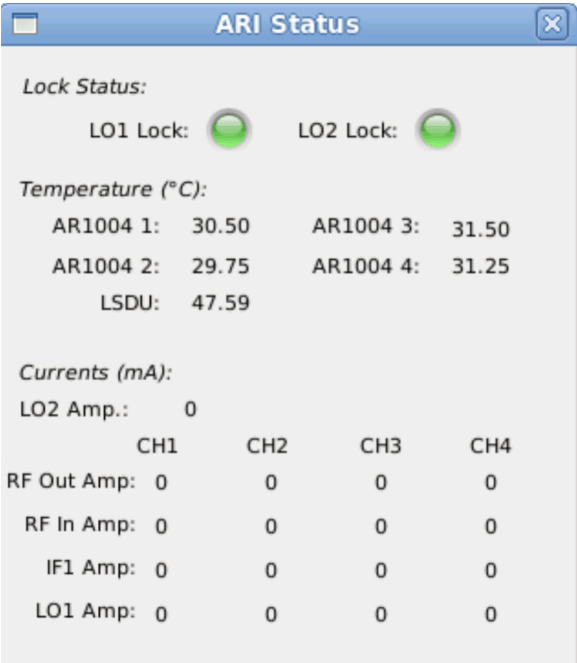 ARI Status
Lock Status:
LO1 Lock: LO2 Lock:
Temperature (°C):
AR1004 1: 30.50 AR1004 3: 31.50
AR1004 2: 29.75 AR1004 4: 31.25
LSDU: 47.59
Currents (mA):
LO2 Amp.: 0
CH1 CH2 CH3 CH4
RF Out Amp: 0 0 0 0
RF In Amp: 0 0 0 0
IF1 Amp: 0 0 0 0
LO1 Amp: 0 0 0 0